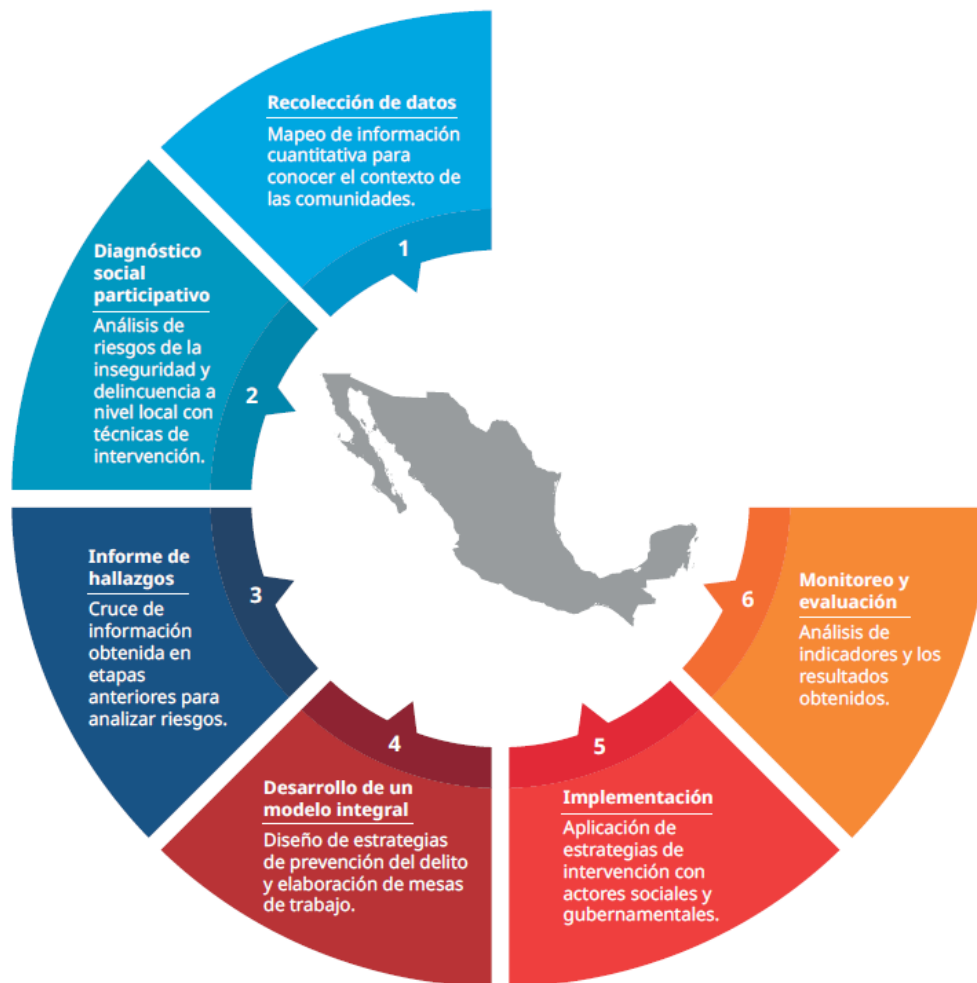 Recolección de datos
Mapeo de información
cuantitativa para
conocer el contexto de
las comunidades.
1
Diagnóstico
social
participativo
Análisis de
riesgos de la
inseguridad y
delincuencia a
nivel local con
técnicas de
intervención.
2
Informe de
hallazgos
Cruce de
información
obtenida en
etapas
anteriores para
analizar riesgos.
3
Desarrollo de un
modelo integral
Diseño de estrategias
de prevención del delito
y elaboración de mesas
de trabajo.
4
Implementación
Aplicación de
estrategias de
intervención con
actores sociales y
gubernamentales.
5
Monitoreo y
evaluación
Análisis de
indicadores y los
resultados
obtenidos.
6